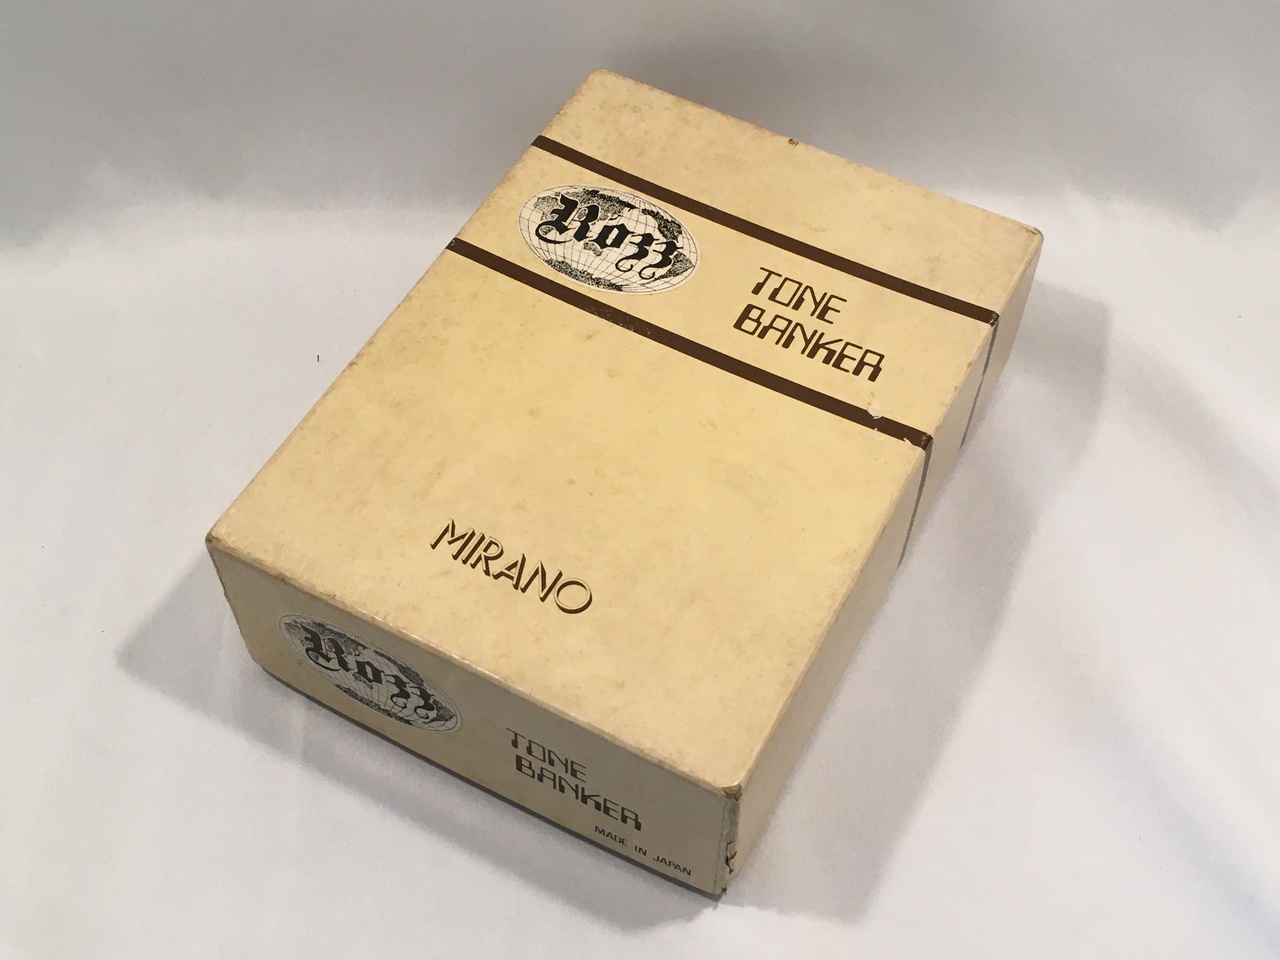 Rozz
TONE
BANKER
MIRANO
Rozz
TONE
BANKER
MADE IN JAPAN